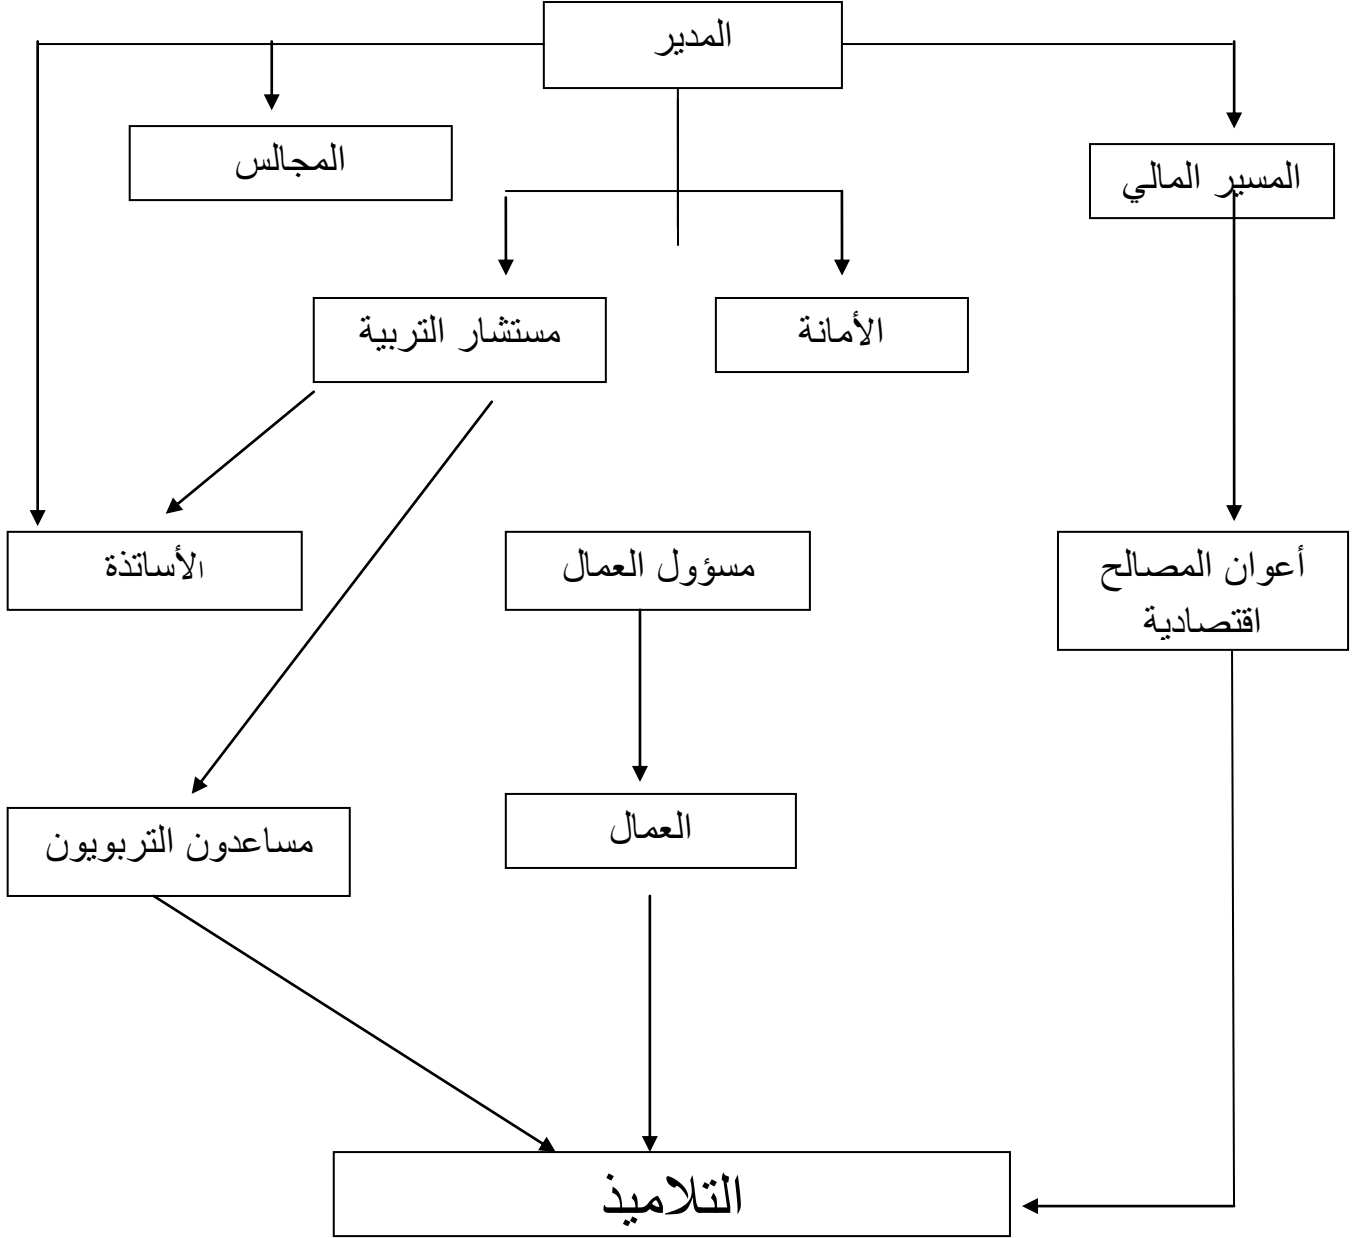 المدير
المجالس
المسير المالي
مستشار التربية
الأمانة
الأساتذة
مسؤول العمال
أعوان المصالح
اقتصادية
مساعدون التربويون
العمال
التلاميذ